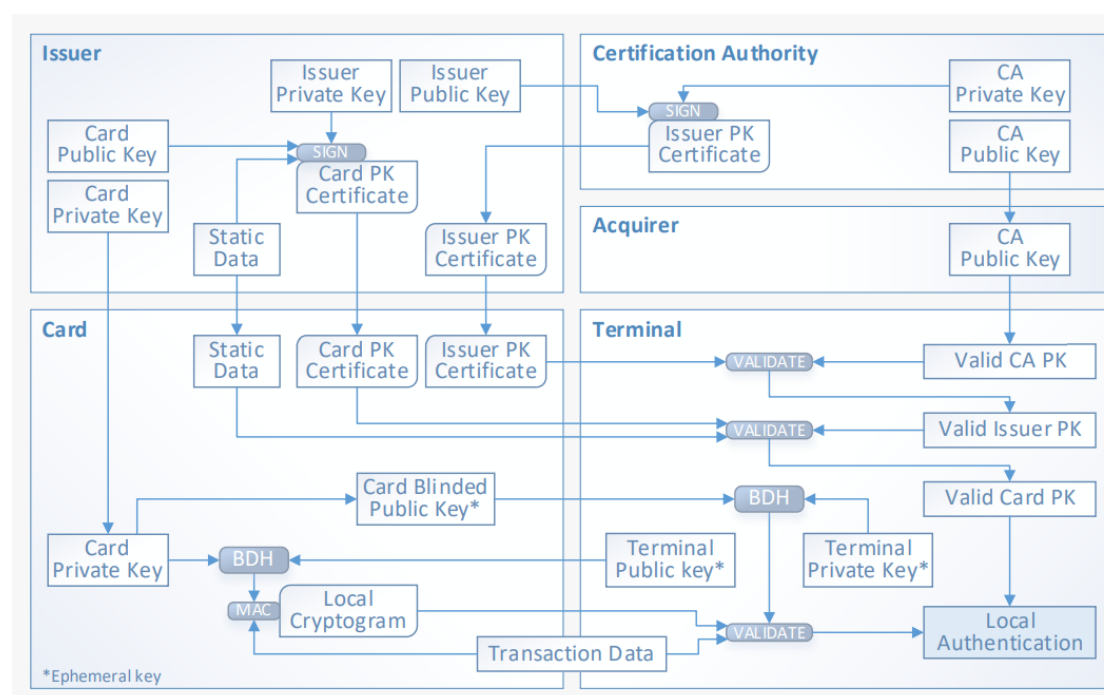 Issuer
Issuer
Private Key
Issuer
Public Key
Card
Public Key
SIGN
Card PK
Certificate
Card
Private Key
Static
Data
Issuer PK
Certificate
Certification Authority
CA
Private Key
SIGN
Issuer PK
Certificate
CA
Public Key
Acquirer
CA
Public Key
Card
Static
Data
Card PK
Certificate
Issuer PK
Certificate
Card Blinded
Public Key*
Card
Private Key
BDH
MAC
Local
Cryptogram
*Ephemeral key
Transaction Data
Terminal
VALIDATE
Valid CA PK
VALIDATE
Valid Issuer PK
BDH
Valid Card PK
Terminal
Public key*
Terminal
Private Key*
VALIDATE
Local
Authentication